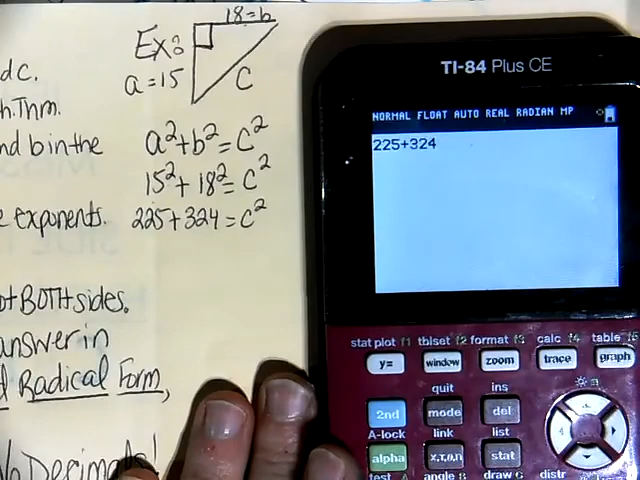 18=b
Ex:
d C.
a=15
C
h.Thm.
nd b in the
a²+b²=C²
15²+18²=C²
e exponents.
225+324=C²
ot BOTH sides.
answer in
d Radical Form,
No Decimals!
TI-84 Plus CE
NORMAL FLOAT AUTO REAL RADIAN MP
225+324
stat plot f1 tblset f2 format f3 calc f4 table f5
y= window zoom trace graph
quit ins
2nd mode del
A-lock link list
alpha X,T,θ,n stat
test A angle B draw C distr